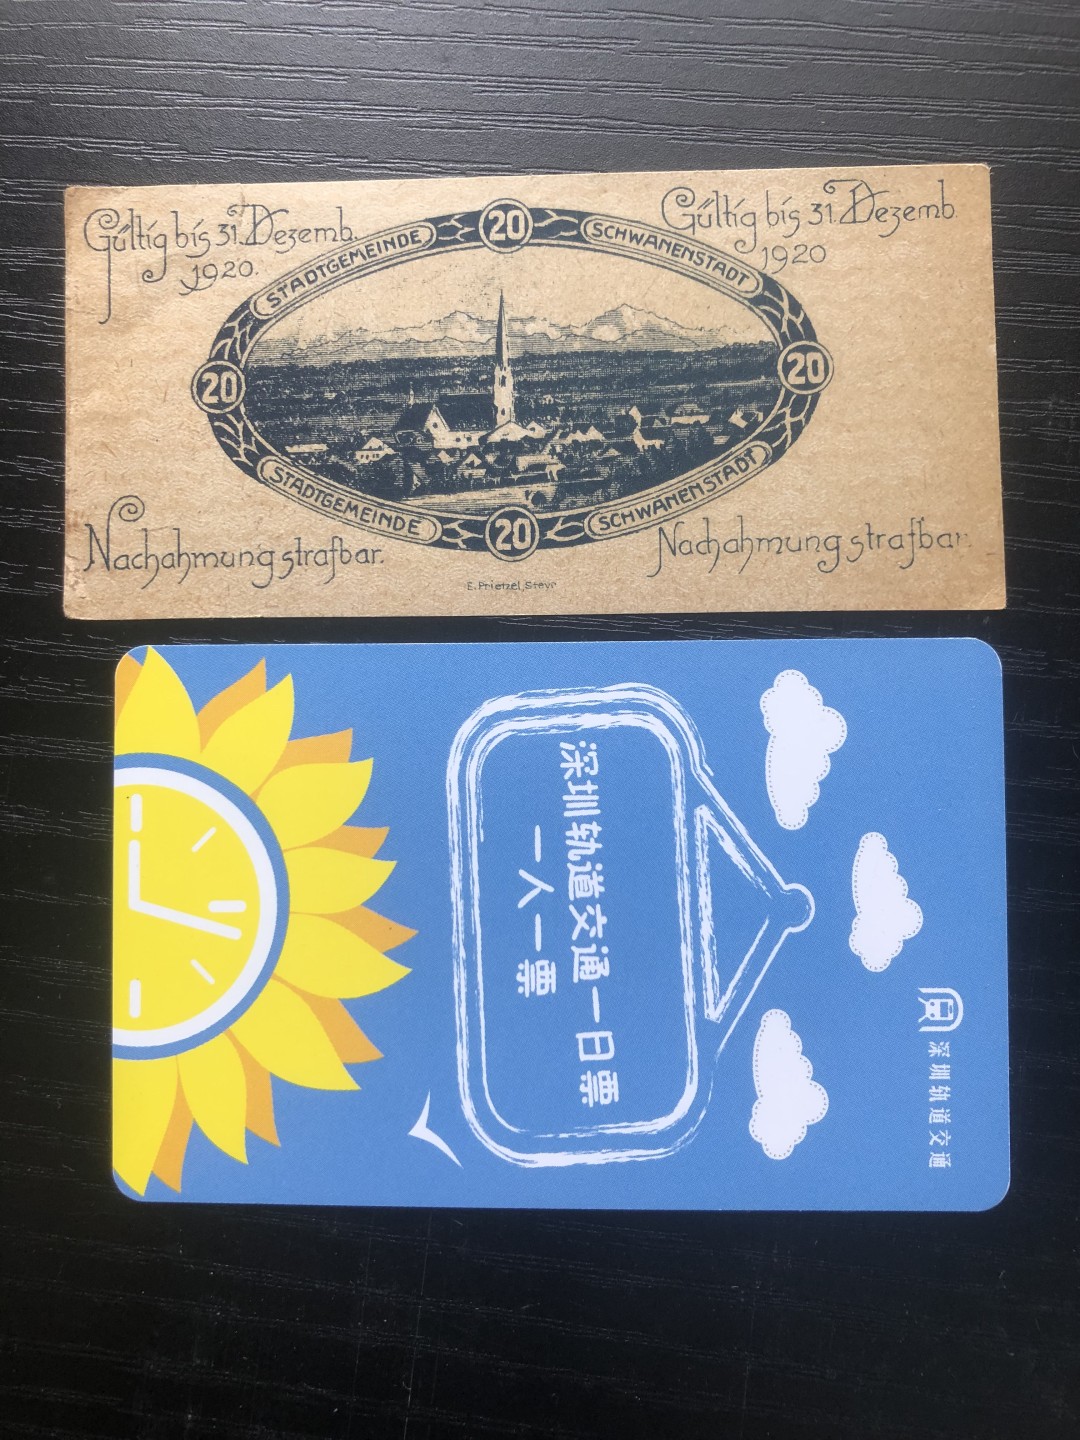 Gültig bis 31. Dezemb.
1920.
Gültig bis 31. Dezemb.
1920
20
STADTGEMEINDE
SCHWANENSTADT
20
20
STADTGEMEINDE
SCHWANENSTADT
20
Nachahmung strafbar.
Nachahmung strafbar.
E. Prietzel, Steyr
深圳轨道交通
深圳轨道交通一日票
一人一票